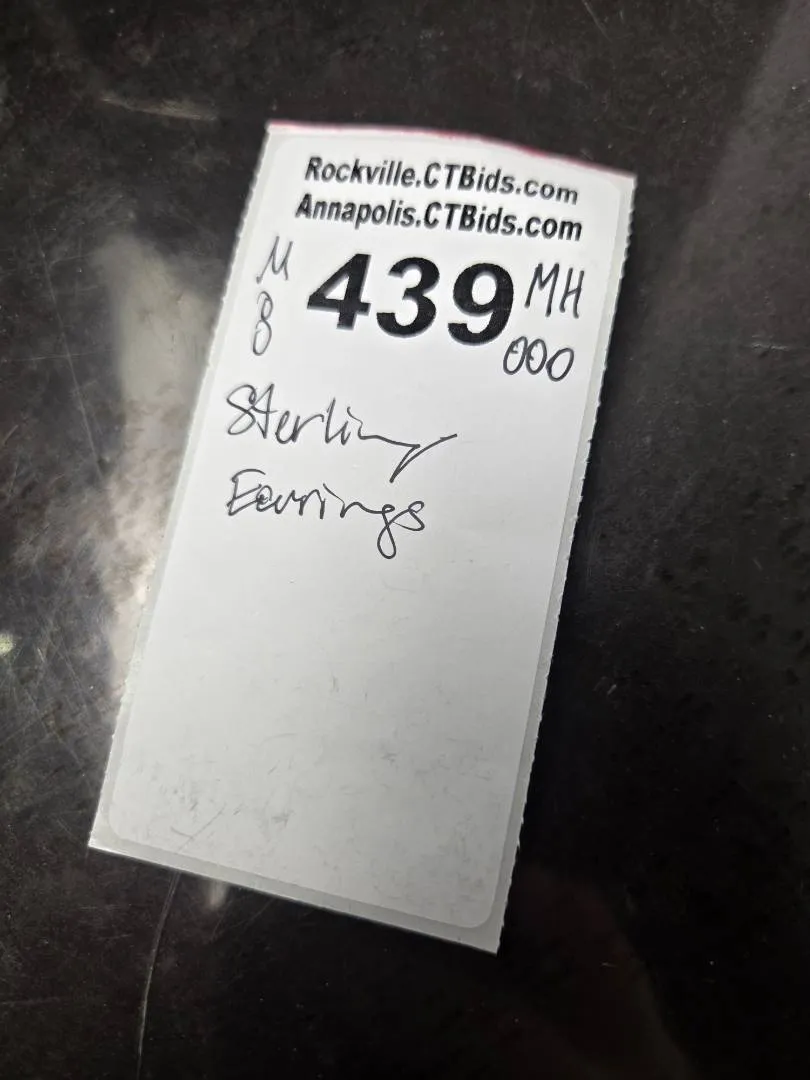 Rockville.CTBids.com
Annapolis.CTBids.com
M 439 MH
8 000
Sterling
Earrings